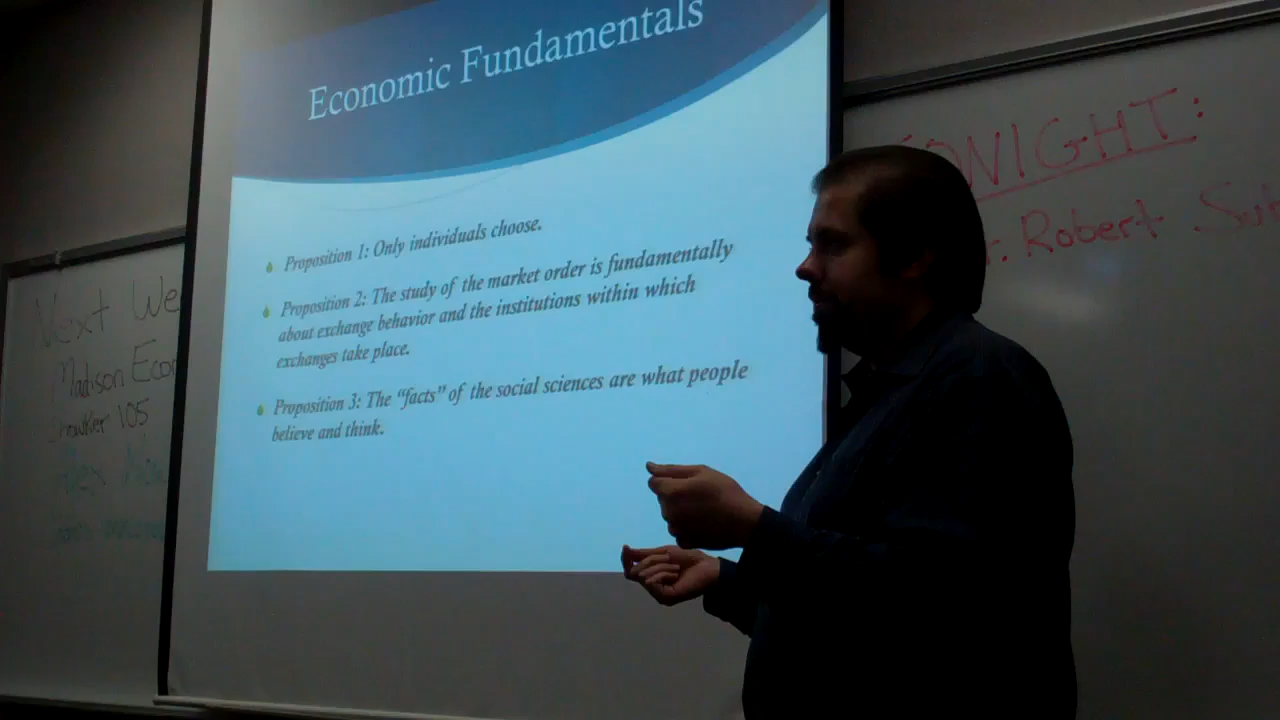 Economic Fundamentals
Proposition 1: Only individuals choose.
Proposition 2: The study of the market order is fundamentally
about exchange behavior and the institutions within which
exchanges take place.
Proposition 3: The “facts” of the social sciences are what people
believe and think.
Next We
Madison Econ
Showker 105
TONIGHT:
: Robert